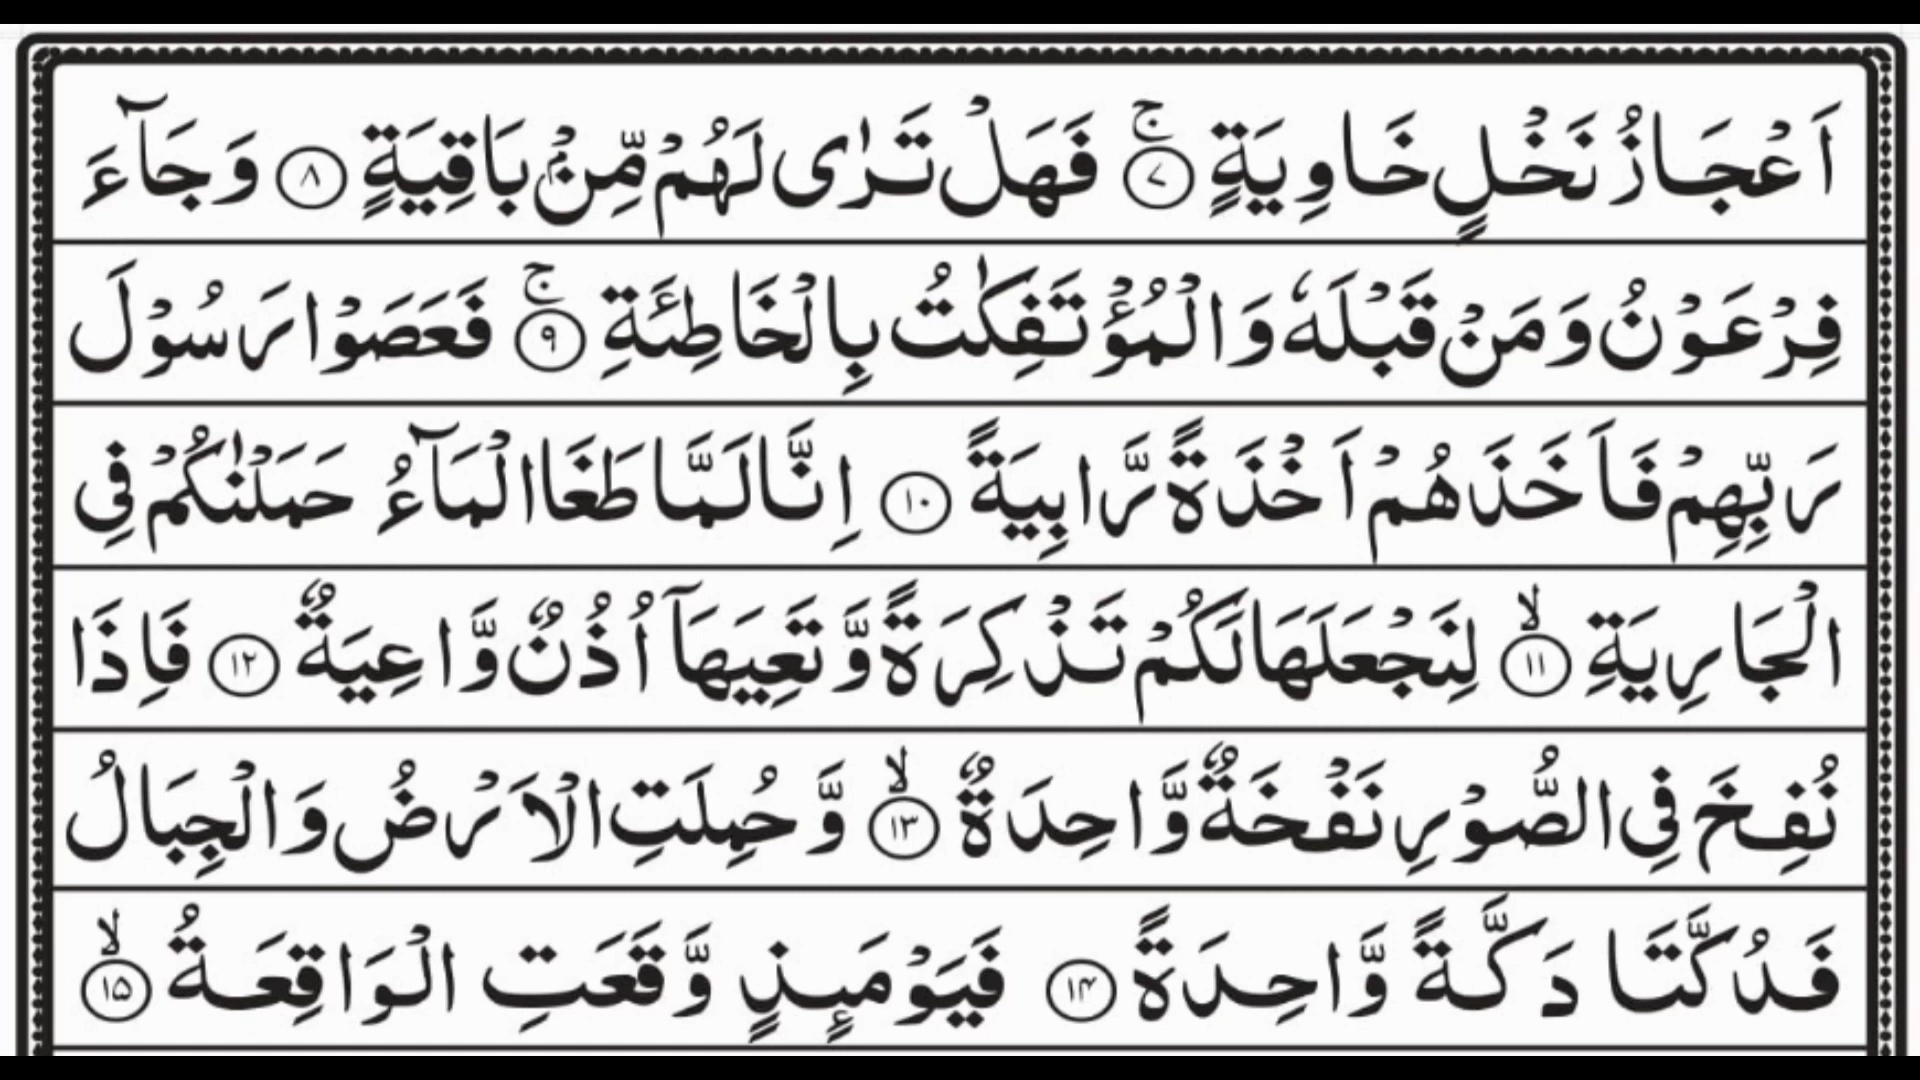 اَعْجَازُ نَخْلٍ خَاوِيَةٍ ۚ﴿۷﴾ فَهَلْ تَرٰى لَهُمْ مِّنْۢ بَاقِيَةٍ ﴿۸﴾ وَ جَآءَ
فِرْعَوْنُ وَ مَنْ قَبْلَهٗ وَ الْمُؤْتَفِكٰتُ بِالْخَاطِئَةِ ۚ﴿۹﴾ فَعَصَوْا رَسُوْلَ
رَبِّهِمْ فَاَخَذَهُمْ اَخْذَةً رَّابِيَةً ﴿۱۰﴾ اِنَّا لَمَّا طَغَا الْمَآءُ حَمَلْنٰكُمْ فِي
الْجَارِيَةِ ۙ﴿۱۱﴾ لِنَجْعَلَهَا لَكُمْ تَذْكِرَةً وَّ تَعِيَهَآ اُذُنٌ وَّاعِيَةٌ ﴿۱۲﴾ فَاِذَا
نُفِخَ فِي الصُّوْرِ نَفْخَةٌ وَّاحِدَةٌ ۙ﴿۱۳﴾ وَّ حُمِلَتِ الْاَرْضُ وَ الْجِبَالُ
فَدُكَّتَا دَكَّةً وَّاحِدَةً ﴿۱۴﴾ فَيَوْمَئِذٍ وَّقَعَتِ الْوَاقِعَةُ ۙ﴿۱۵﴾